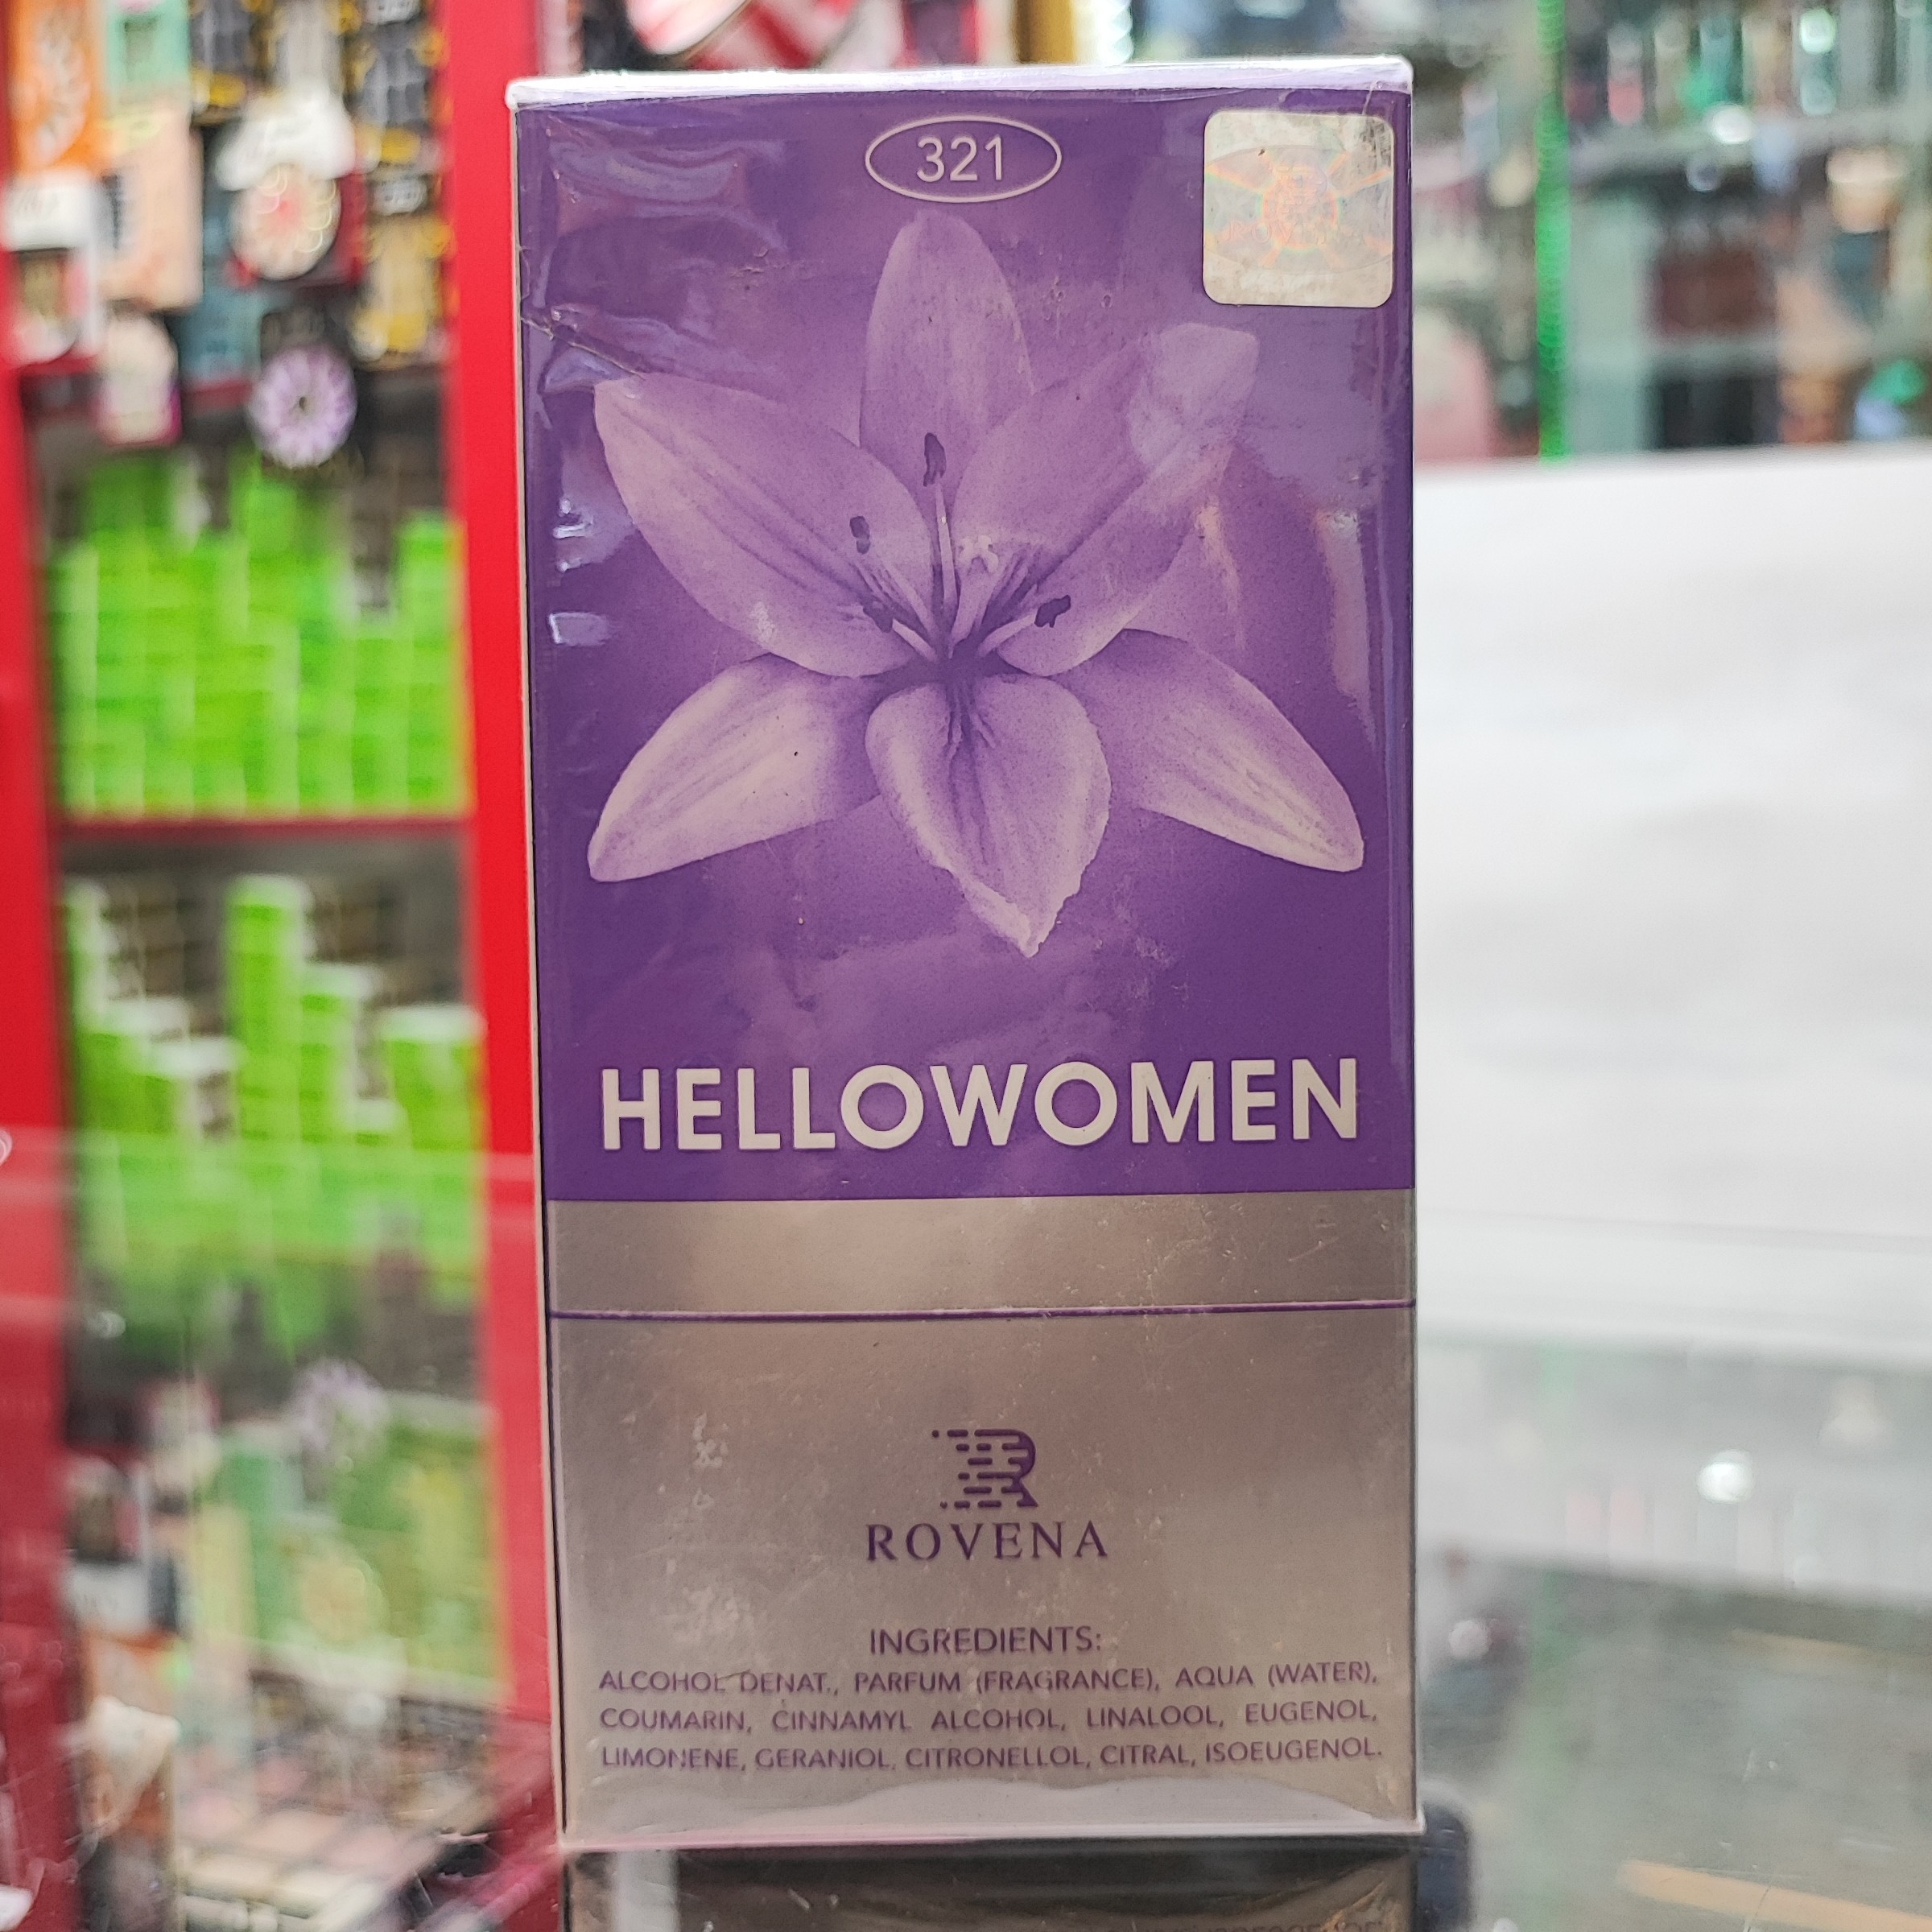 321
HELLOWOMEN
ROVENA
INGREDIENTS:
ALCOHOL DENAT., PARFUM (FRAGRANCE), AQUA (WATER),
COUMARIN, CINNAMYL ALCOHOL, LINALOOL, EUGENOL,
LIMONENE, GERANIOL, CITRONELLOL, CITRAL, ISOEUGENOL.